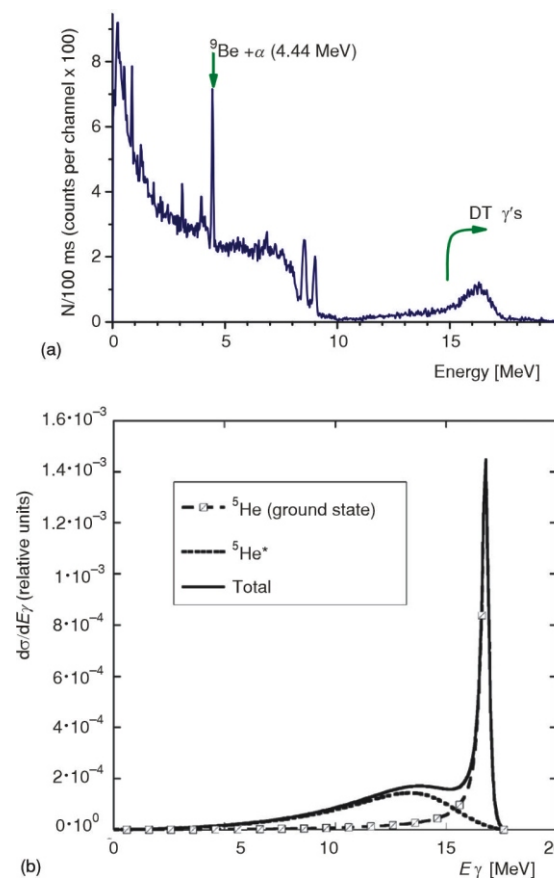 ⁹Be +α (4.44 MeV)
DT γ's
N/100 ms (counts per channel x 100)
8
6
4
2
0
0
5
10
15
(a)
Energy [MeV]
1.6·10⁻³
1.4·10⁻³
1.2·10⁻³
1·10⁻³
8·10⁻⁴
6·10⁻⁴
4·10⁻⁴
2·10⁻⁴
0·10⁰
dσ/dEγ (relative units)
⁵He (ground state)
⁵He*
Total
0
5
10
15
20
(b)
Eγ [MeV]